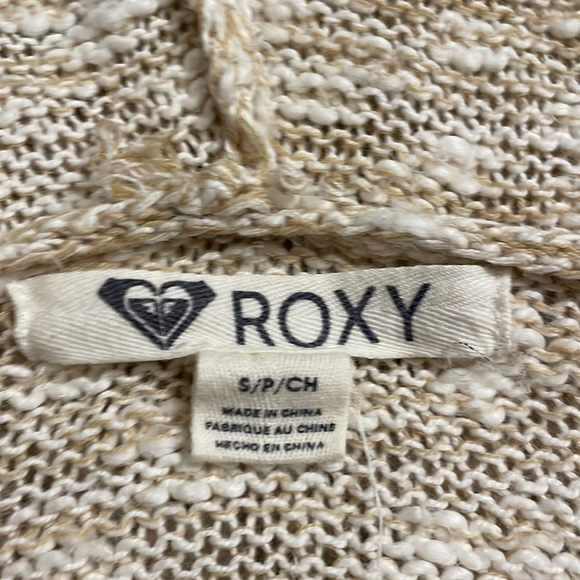 ROXY
S/P/CH
MADE IN CHINA
FABRIQUE AU CHINE
HECHO EN CHINA